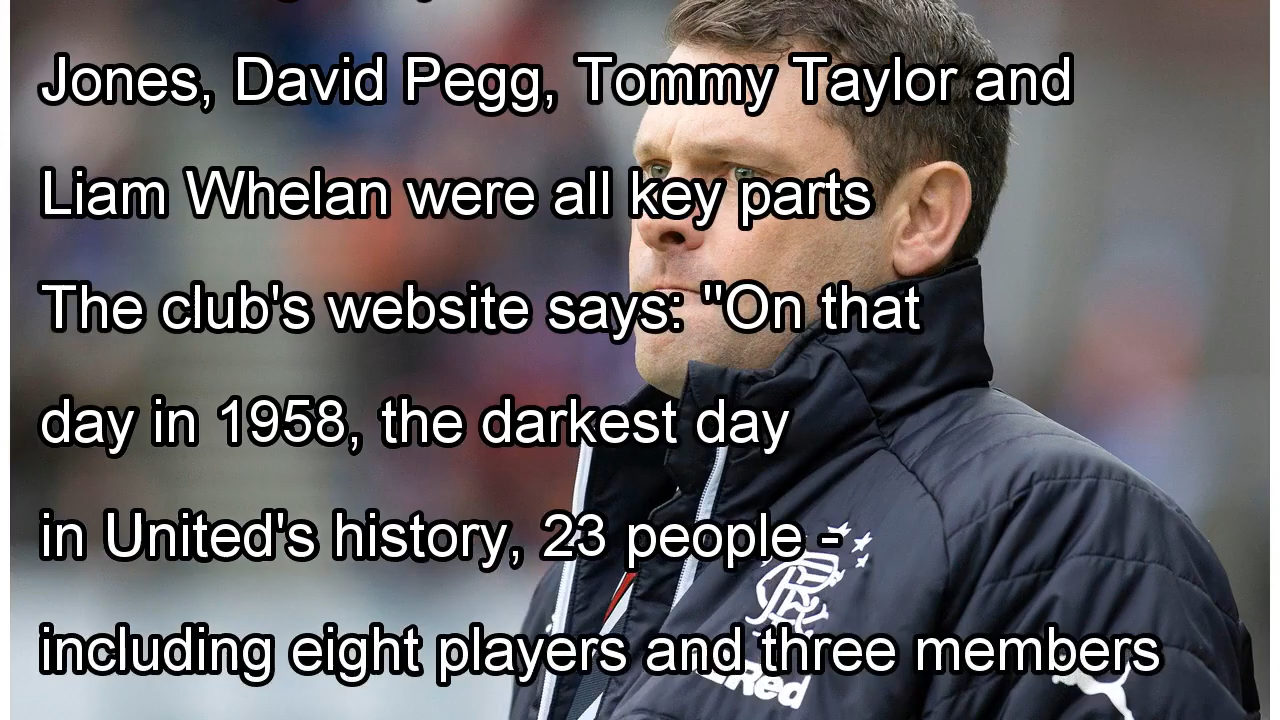 Jones, David Pegg, Tommy Taylor and
Liam Whelan were all key parts
The club's website says: "On that
day in 1958, the darkest day
in United's history, 23 people -
including eight players and three members
Red